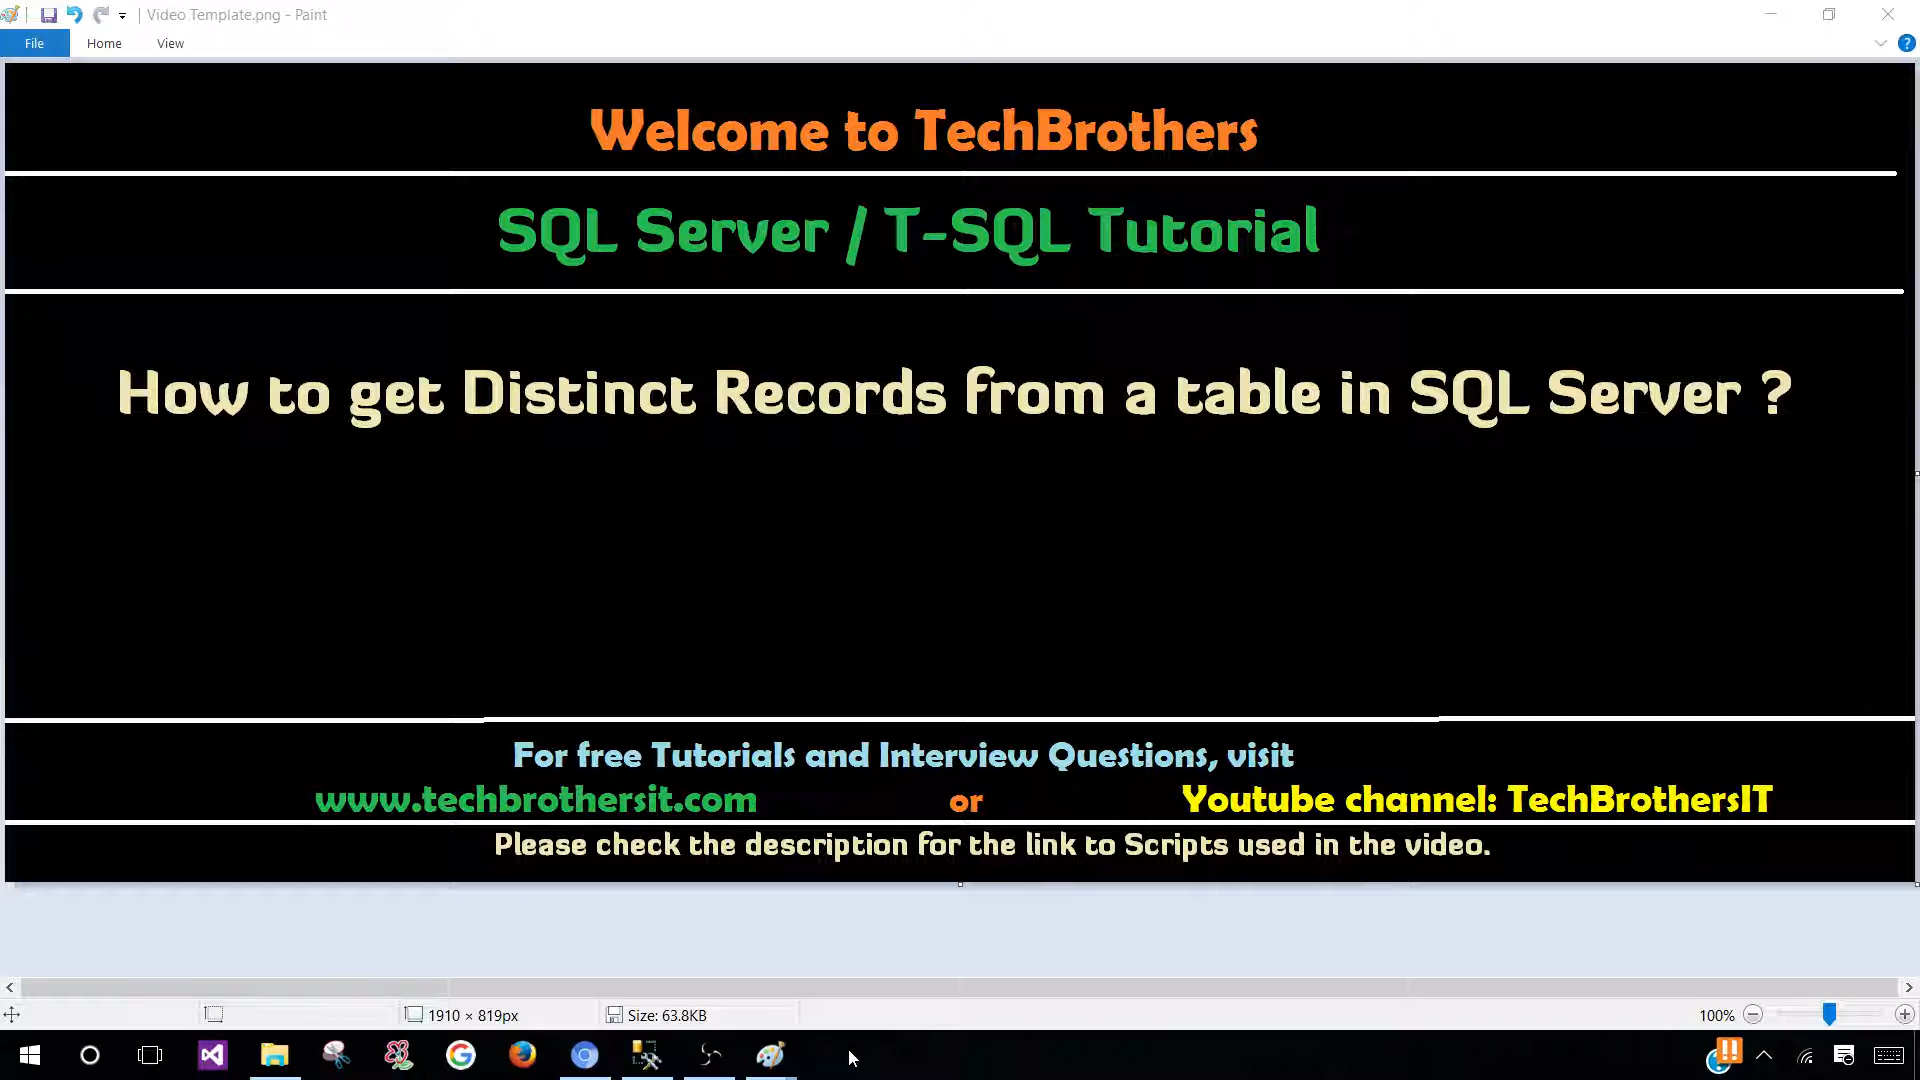 Video Template.png - Paint
File Home View
Welcome to TechBrothers
SQL Server / T-SQL Tutorial
How to get Distinct Records from a table in SQL Server ?
For free Tutorials and Interview Questions, visit
www.techbrothersit.com or Youtube channel: TechBrothersIT
Please check the description for the link to Scripts used in the video.
1910 × 819px Size: 63.8KB 100%